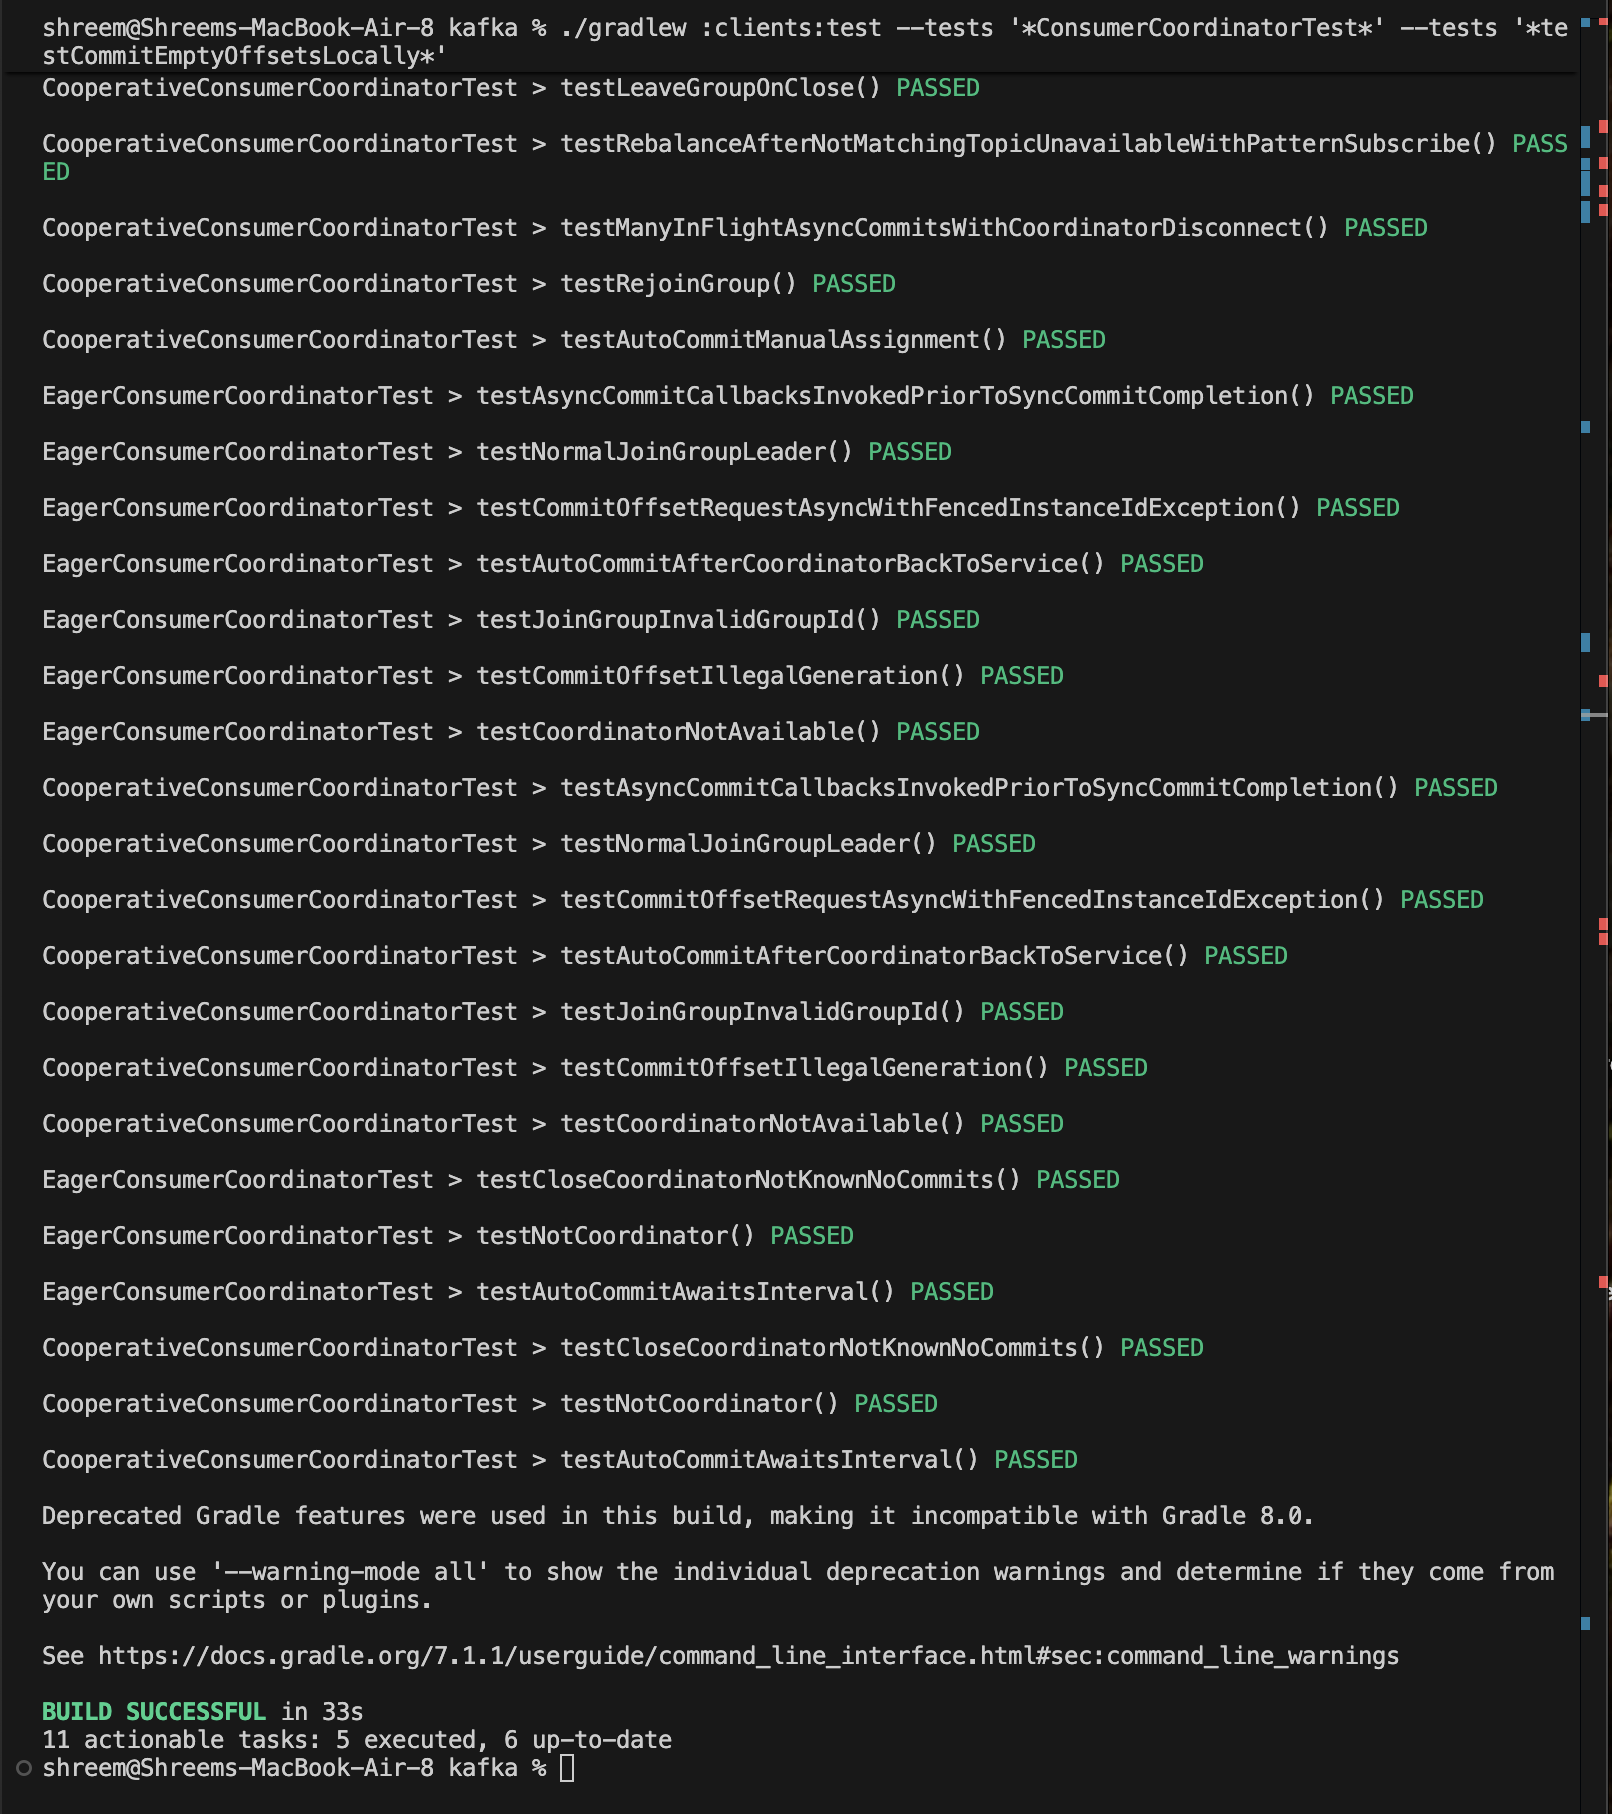 shreem@Shreems-MacBook-Air-8 kafka % ./gradlew :clients:test --tests '*ConsumerCoordinatorTest*' --tests '*te
stCommitEmptyOffsetsLocally*'
CooperativeConsumerCoordinatorTest > testLeaveGroupOnClose() PASSED
CooperativeConsumerCoordinatorTest > testRebalanceAfterNotMatchingTopicUnavailableWithPatternSubscribe() PASS
ED
CooperativeConsumerCoordinatorTest > testManyInFlightAsyncCommitsWithCoordinatorDisconnect() PASSED
CooperativeConsumerCoordinatorTest > testRejoinGroup() PASSED
CooperativeConsumerCoordinatorTest > testAutoCommitManualAssignment() PASSED
EagerConsumerCoordinatorTest > testAsyncCommitCallbacksInvokedPriorToSyncCommitCompletion() PASSED
EagerConsumerCoordinatorTest > testNormalJoinGroupLeader() PASSED
EagerConsumerCoordinatorTest > testCommitOffsetRequestAsyncWithFencedInstanceIdException() PASSED
EagerConsumerCoordinatorTest > testAutoCommitAfterCoordinatorBackToService() PASSED
EagerConsumerCoordinatorTest > testJoinGroupInvalidGroupId() PASSED
EagerConsumerCoordinatorTest > testCommitOffsetIllegalGeneration() PASSED
EagerConsumerCoordinatorTest > testCoordinatorNotAvailable() PASSED
CooperativeConsumerCoordinatorTest > testAsyncCommitCallbacksInvokedPriorToSyncCommitCompletion() PASSED
CooperativeConsumerCoordinatorTest > testNormalJoinGroupLeader() PASSED
CooperativeConsumerCoordinatorTest > testCommitOffsetRequestAsyncWithFencedInstanceIdException() PASSED
CooperativeConsumerCoordinatorTest > testAutoCommitAfterCoordinatorBackToService() PASSED
CooperativeConsumerCoordinatorTest > testJoinGroupInvalidGroupId() PASSED
CooperativeConsumerCoordinatorTest > testCommitOffsetIllegalGeneration() PASSED
CooperativeConsumerCoordinatorTest > testCoordinatorNotAvailable() PASSED
EagerConsumerCoordinatorTest > testCloseCoordinatorNotKnownNoCommits() PASSED
EagerConsumerCoordinatorTest > testNotCoordinator() PASSED
EagerConsumerCoordinatorTest > testAutoCommitAwaitsInterval() PASSED
CooperativeConsumerCoordinatorTest > testCloseCoordinatorNotKnownNoCommits() PASSED
CooperativeConsumerCoordinatorTest > testNotCoordinator() PASSED
CooperativeConsumerCoordinatorTest > testAutoCommitAwaitsInterval() PASSED
Deprecated Gradle features were used in this build, making it incompatible with Gradle 8.0.
You can use '--warning-mode all' to show the individual deprecation warnings and determine if they come from
your own scripts or plugins.
See https://docs.gradle.org/7.1.1/userguide/command_line_interface.html#sec:command_line_warnings
BUILD SUCCESSFUL in 33s
11 actionable tasks: 5 executed, 6 up-to-date
shreem@Shreems-MacBook-Air-8 kafka %